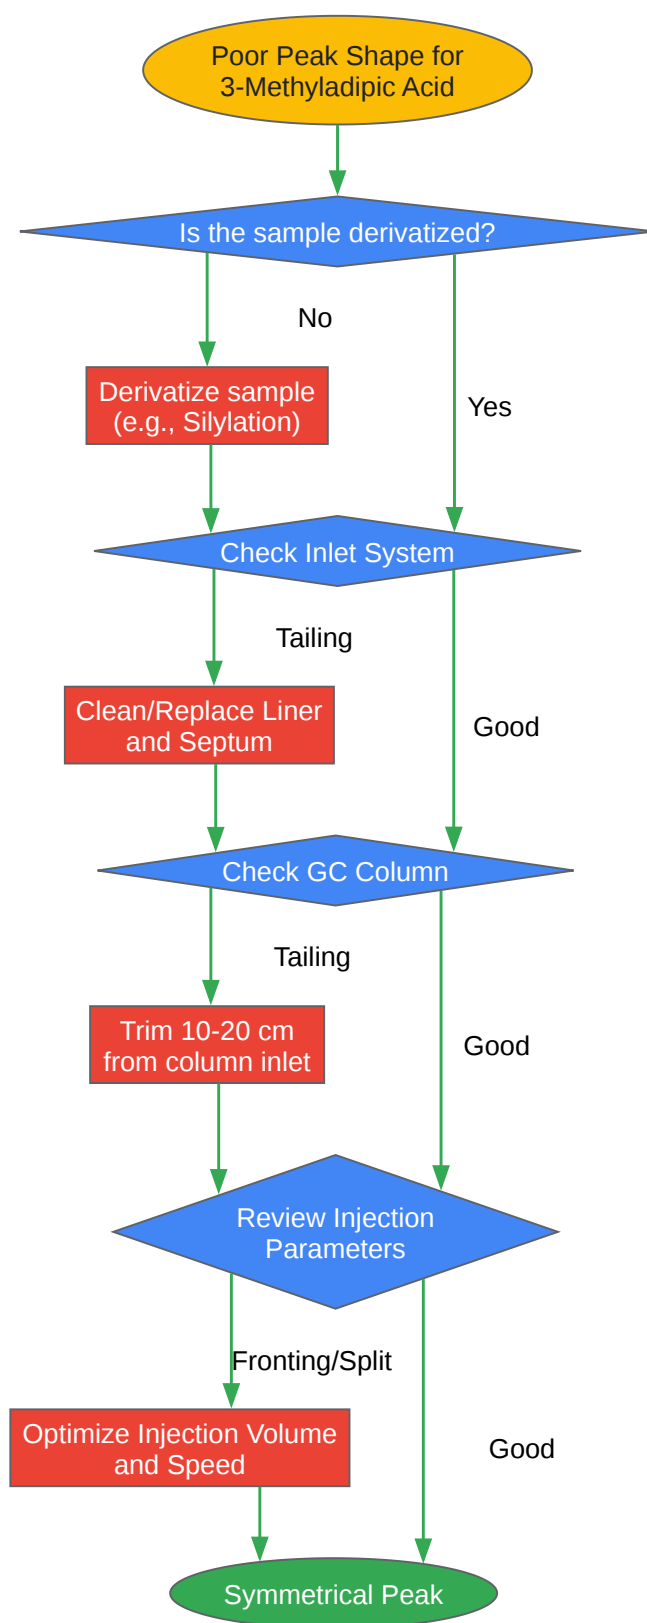 Poor Peak Shape for
3-Methyladipic Acid
Is the sample derivatized?
No
Derivatize sample
(e.g., Silylation)
Yes
Check Inlet System
Tailing
Clean/Replace Liner
and Septum
Good
Check GC Column
Tailing
Trim 10-20 cm
from column inlet
Good
Review Injection
Parameters
Fronting/Split
Optimize Injection Volume
and Speed
Good
Symmetrical Peak